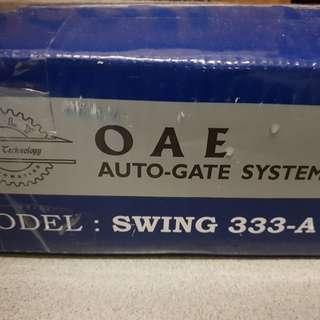 Technology
OAE
AUTO-GATE SYSTEM
ODEL : SWING 333-A